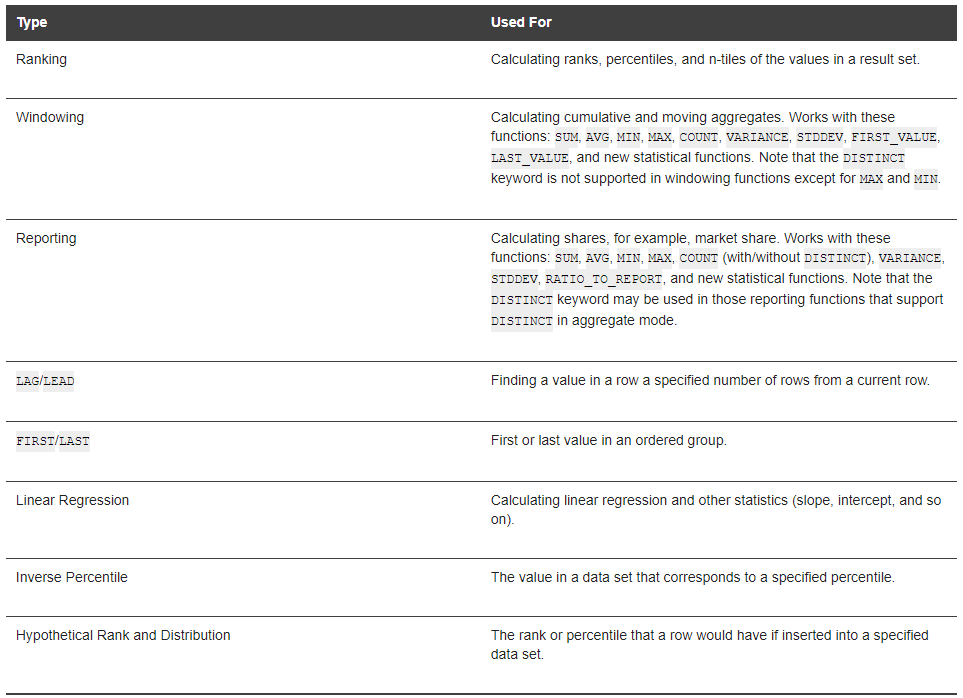 Type Used For
Ranking Calculating ranks, percentiles, and n-tiles of the values in a result set.
Windowing Calculating cumulative and moving aggregates. Works with these
functions: SUM, AVG, MIN, MAX, COUNT, VARIANCE, STDDEV, FIRST_VALUE,
LAST_VALUE, and new statistical functions. Note that the DISTINCT
keyword is not supported in windowing functions except for MAX and MIN.
Reporting Calculating shares, for example, market share. Works with these
functions: SUM, AVG, MIN, MAX, COUNT (with/without DISTINCT), VARIANCE,
STDDEV, RATIO_TO_REPORT, and new statistical functions. Note that the
DISTINCT keyword may be used in those reporting functions that support
DISTINCT in aggregate mode.
LAG/LEAD Finding a value in a row a specified number of rows from a current row.
FIRST/LAST First or last value in an ordered group.
Linear Regression Calculating linear regression and other statistics (slope, intercept, and so
on).
Inverse Percentile The value in a data set that corresponds to a specified percentile.
Hypothetical Rank and Distribution The rank or percentile that a row would have if inserted into a specified
data set.